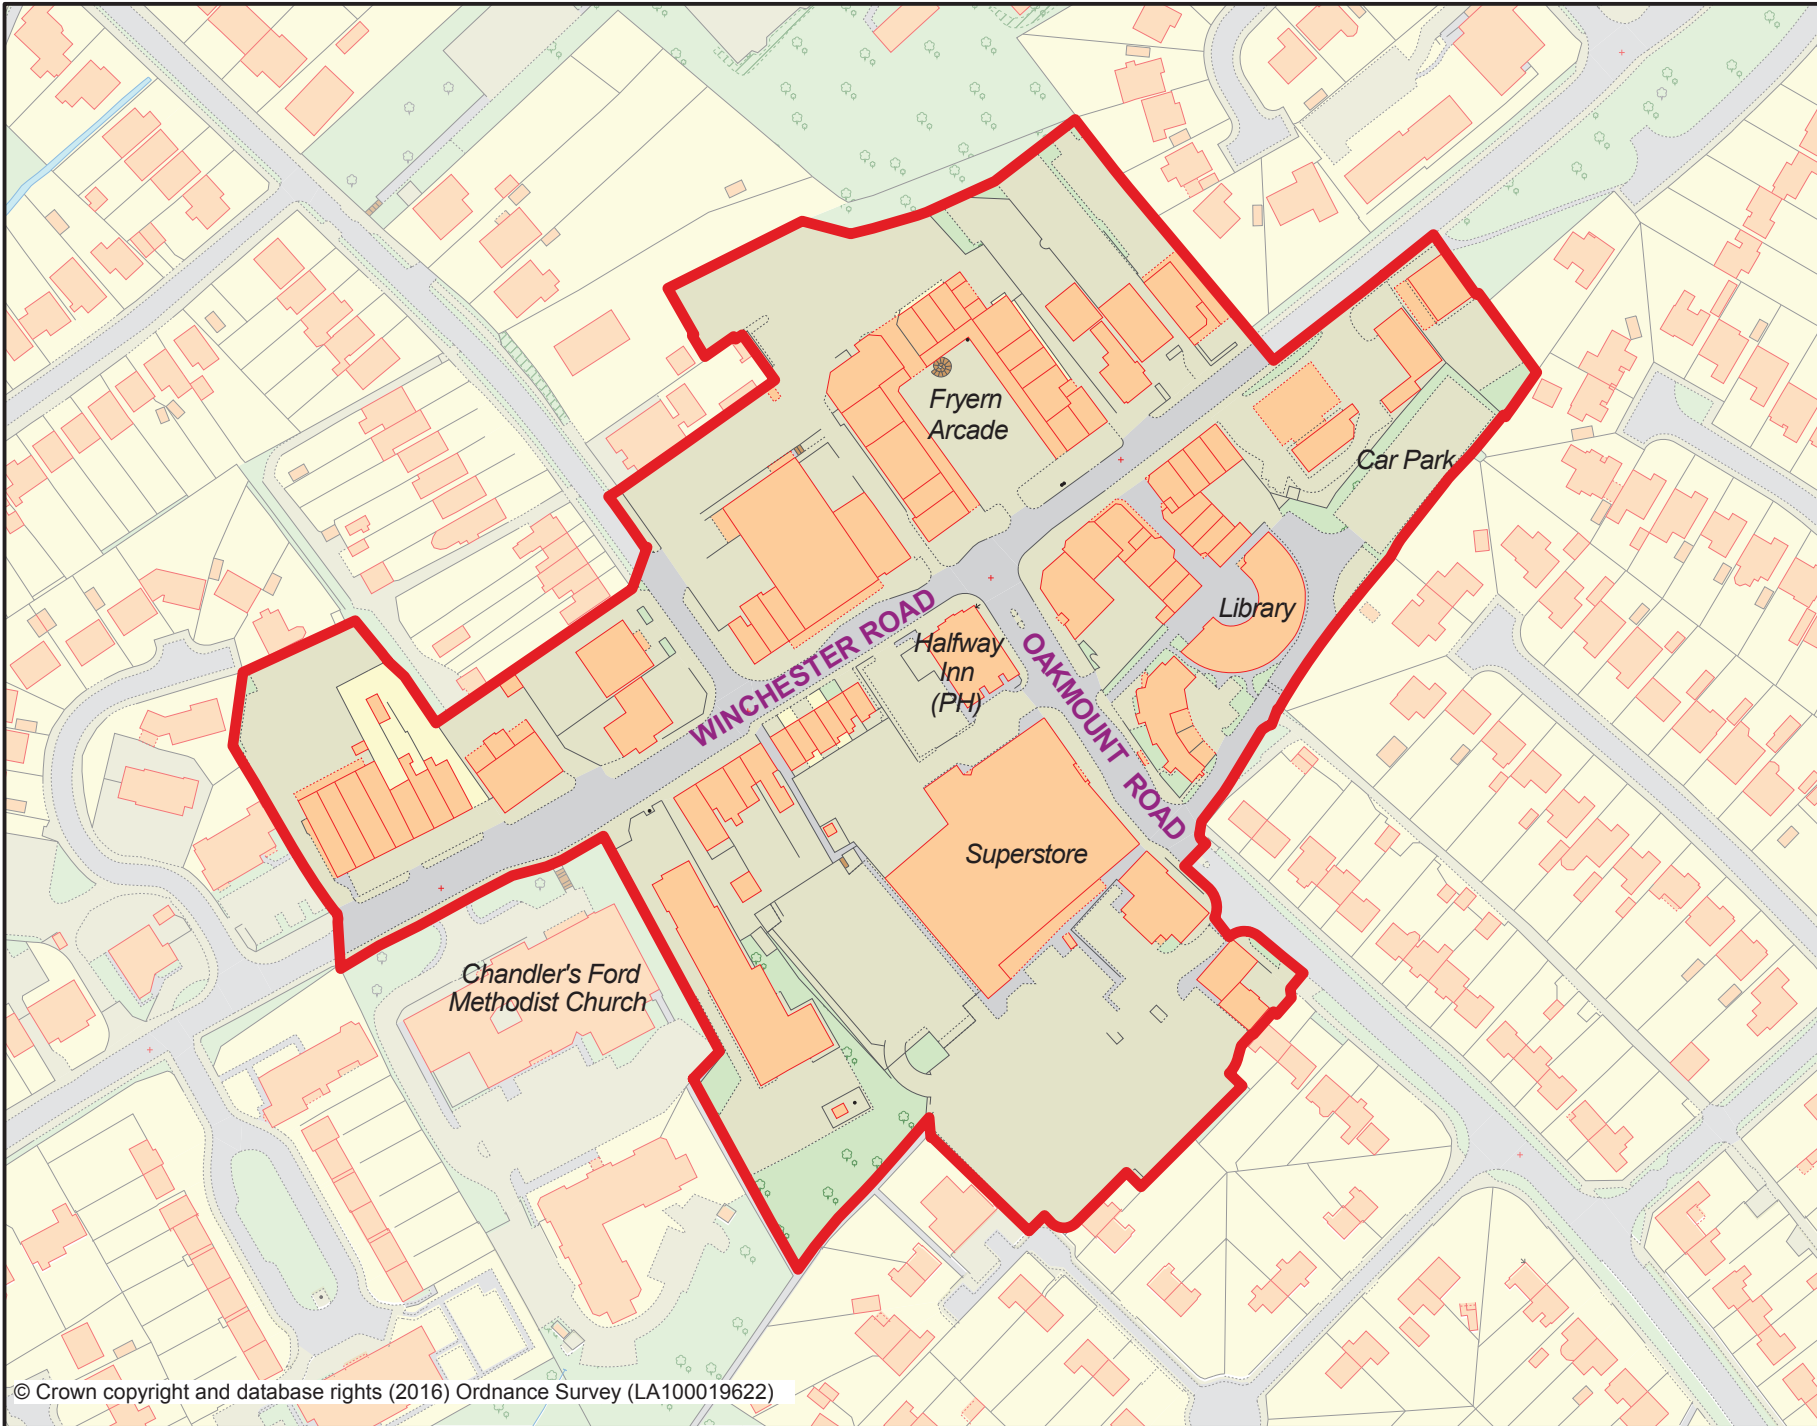 Fryern
Arcade
Car Park
Library
WINCHESTER ROAD
Halfway
Inn
(PH)
OAKMOUNT ROAD
Superstore
Chandler's Ford
Methodist Church
© Crown copyright and database rights (2016) Ordnance Survey (LA100019622)